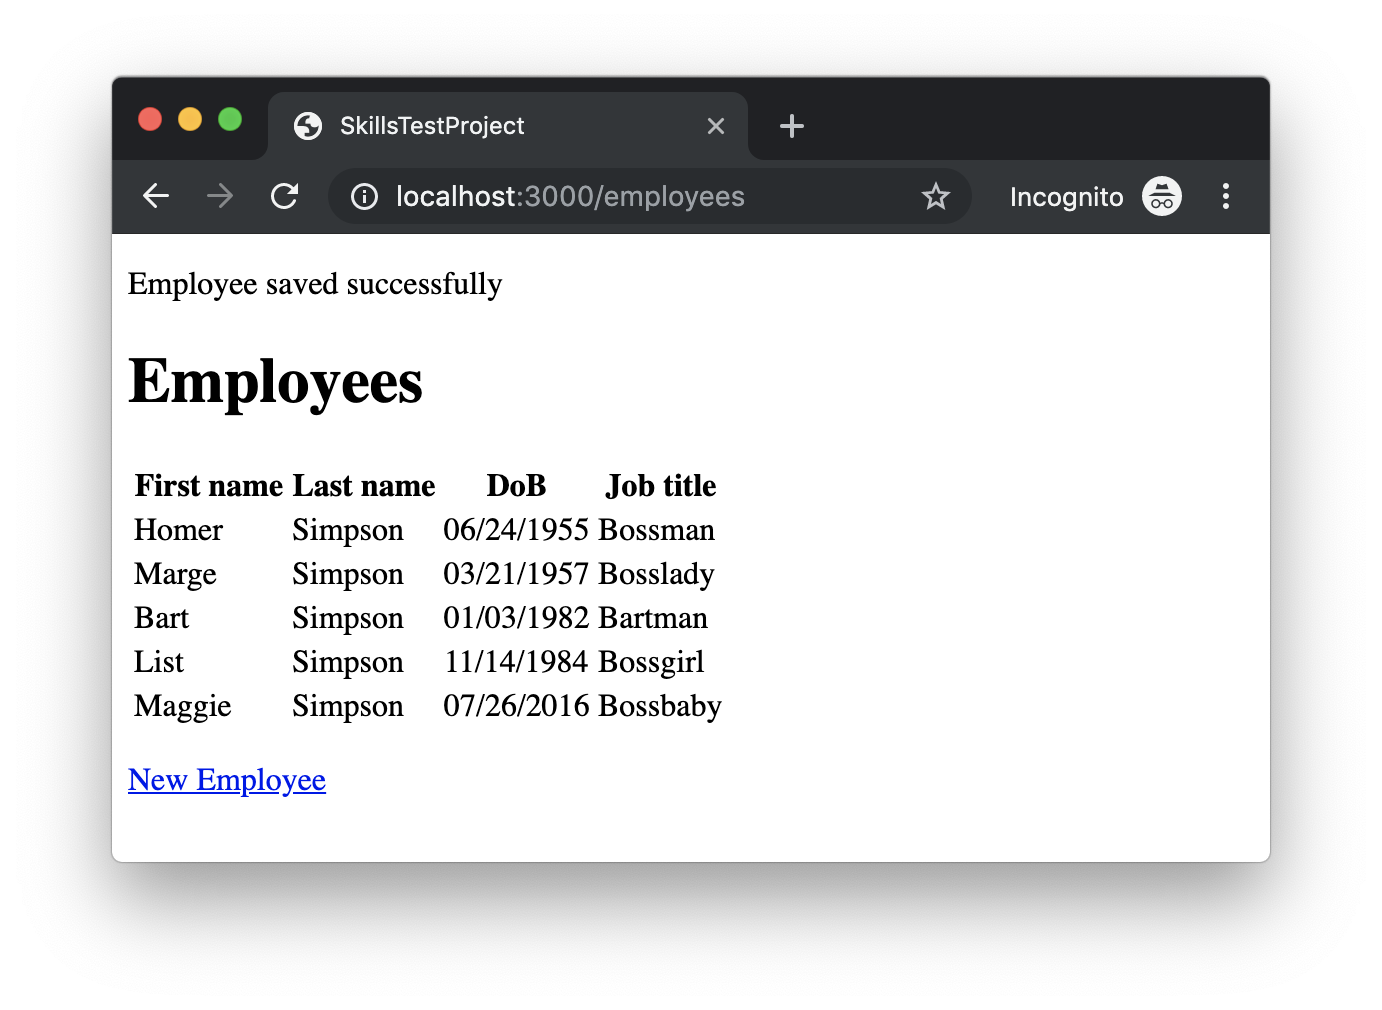 SkillsTestProject
localhost:3000/employees
Incognito
Employee saved successfully
Employees
First name Last name DoB Job title
Homer Simpson 06/24/1955 Bossman
Marge Simpson 03/21/1957 Bosslady
Bart Simpson 01/03/1982 Bartman
List Simpson 11/14/1984 Bossgirl
Maggie Simpson 07/26/2016 Bossbaby
New Employee